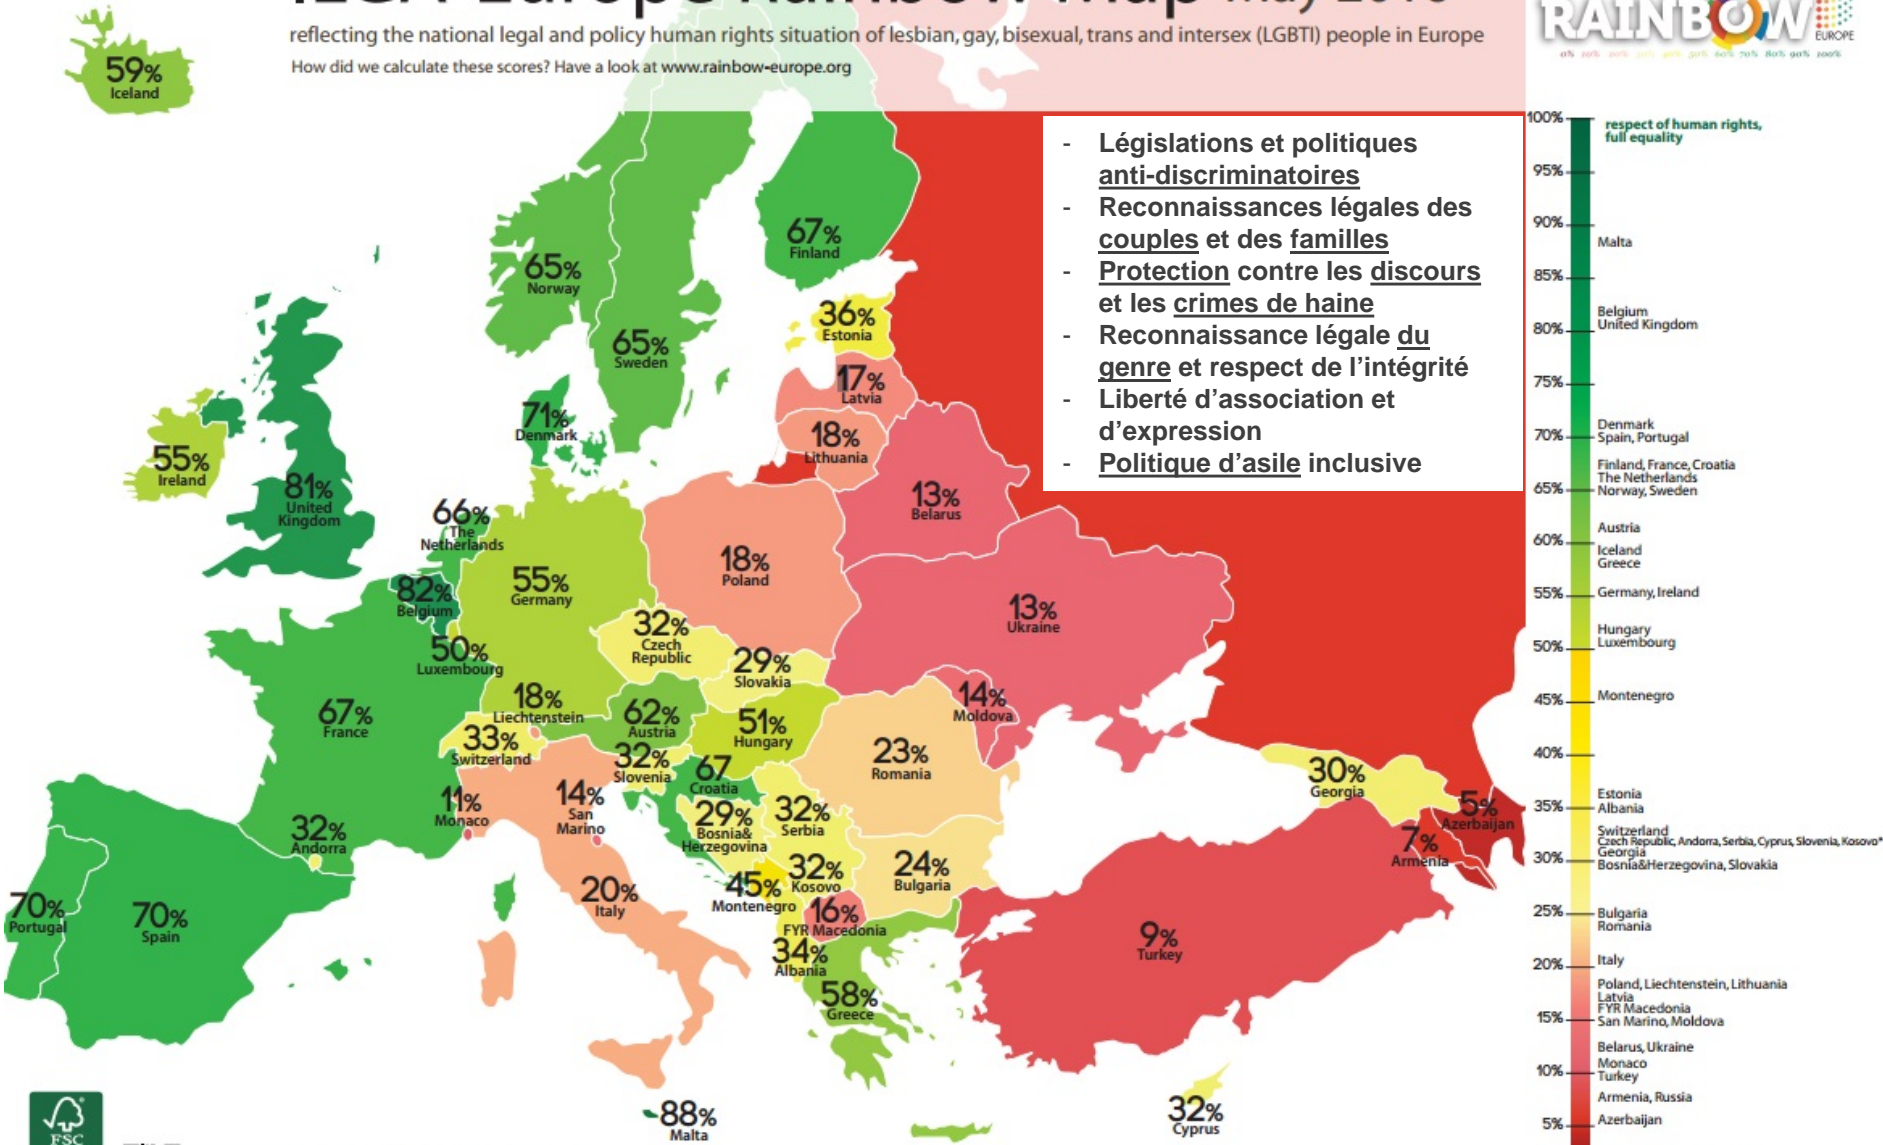 reflecting the national legal and policy human rights situation of lesbian, gay, bisexual, trans and intersex (LGBTI) people in Europe
How did we calculate these scores? Have a look at www.rainbow-europe.org
RAINBOW
EUROPE
0% 10% 20% 30% 40% 50% 60% 70% 80% 90% 100%
- Législations et politiques
anti-discriminatoires
- Reconnaissances légales des
couples et des familles
- Protection contre les discours
et les crimes de haine
- Reconnaissance légale du
genre et respect de l’intégrité
- Liberté d’association et
d’expression
- Politique d’asile inclusive
59%
Iceland
67%
Finland
65%
Norway
65%
Sweden
36%
Estonia
17%
Latvia
18%
Lithuania
71%
Denmark
55%
Ireland
81%
United
Kingdom
66%
The
Netherlands
13%
Belarus
18%
Poland
55%
Germany
82%
Belgium
50%
Luxembourg
32%
Czech
Republic
29%
Slovakia
13%
Ukraine
14%
Moldova
67%
France
18%
Liechtenstein
33%
Switzerland
62%
Austria
51%
Hungary
32%
Slovenia
67
Croatia
23%
Romania
30%
Georgia
5%
Azerbaijan
7%
Armenia
11%
Monaco
14%
San
Marino
29%
Bosnia&
Herzegovina
32%
Serbia
32%
Andorra
24%
Bulgaria
32%
Kosovo
45%
Montenegro
16%
FYR Macedonia
20%
Italy
34%
Albania
70%
Portugal
70%
Spain
9%
Turkey
58%
Greece
88%
Malta
32%
Cyprus
FSC
100%
respect of human rights,
full equality
95%
90%
Malta
85%
Belgium
80%
United Kingdom
75%
Denmark
70%
Spain, Portugal
Finland, France, Croatia
The Netherlands
65%
Norway, Sweden
Austria
60%
Iceland
Greece
55%
Germany, Ireland
Hungary
50%
Luxembourg
45%
Montenegro
40%
Estonia
35%
Albania
Switzerland
Czech Republic, Andorra, Serbia, Cyprus, Slovenia, Kosovo*
Georgia
30%
Bosnia&Herzegovina, Slovakia
25%
Bulgaria
Romania
20%
Italy
Poland, Liechtenstein, Lithuania
Latvia
FYR Macedonia
15%
San Marino, Moldova
Belarus, Ukraine
Monaco
10%
Turkey
Armenia, Russia
5%
Azerbaijan